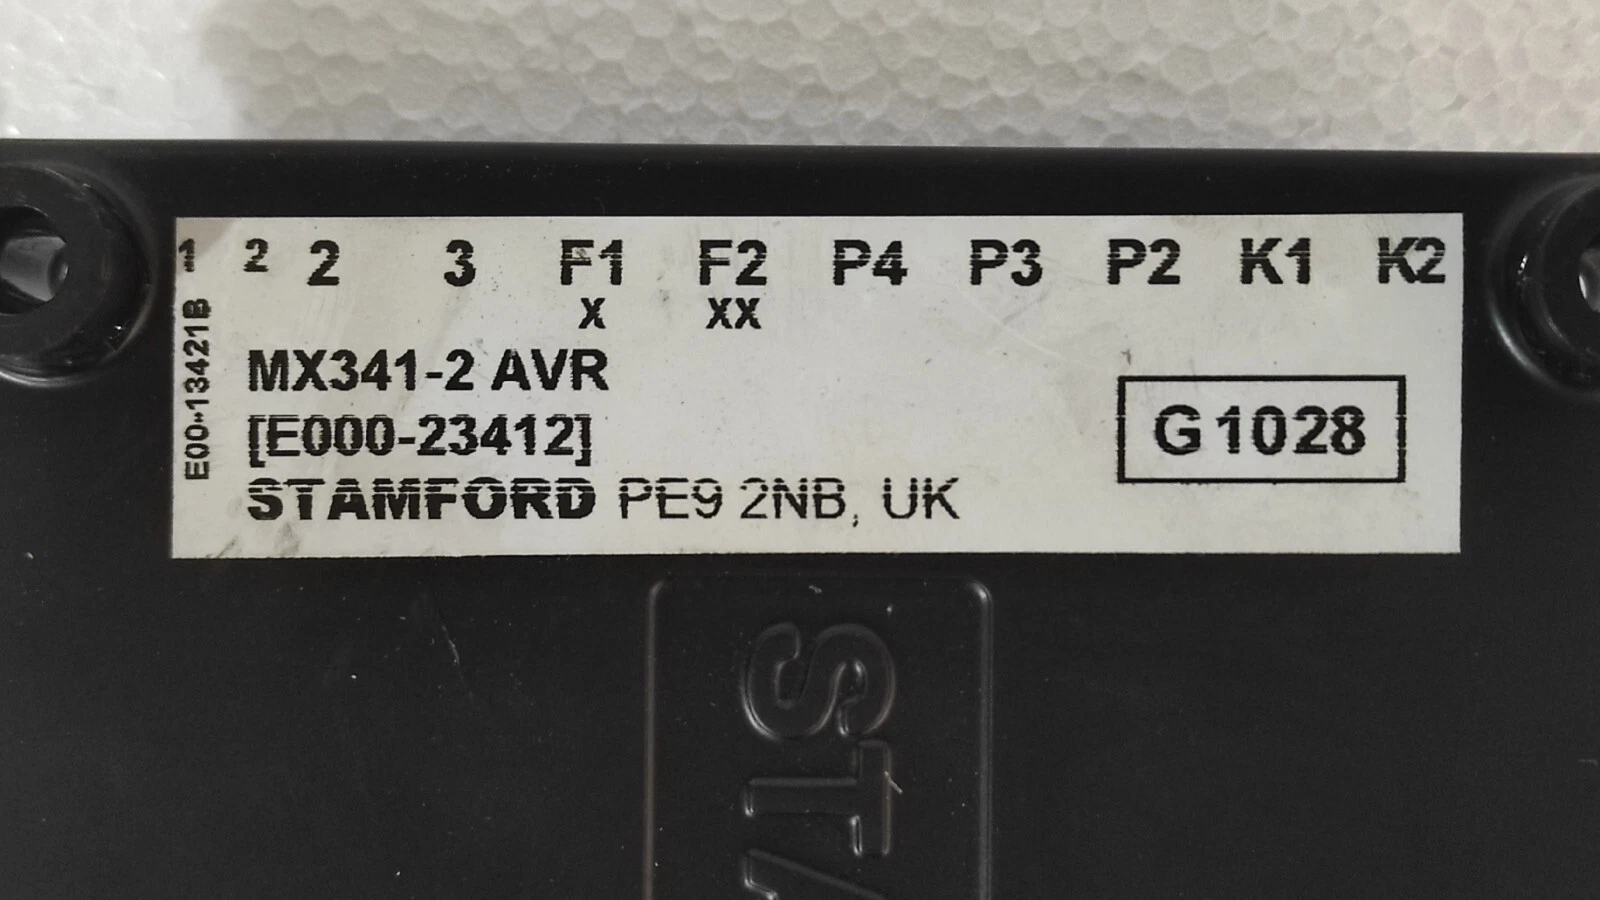 1 2 2 3 F1 F2 P4 P3 P2 K1 K2
X XX
E00-13421B
MX341-2 AVR
[E000-23412]
G1028
STAMFORD PE9 2NB, UK
STA